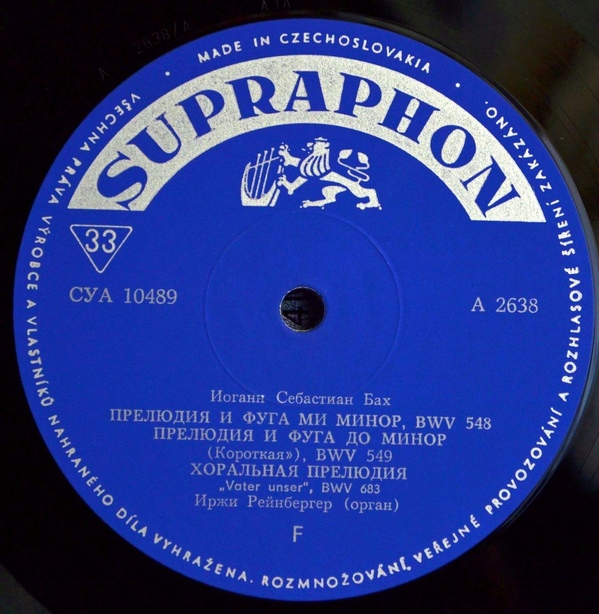 MADE IN CZECHOSLOVAKIA
SUPRAPHON
33
СУА 10489
A 2638
Иоганн Себастиан Бах
ПРЕЛЮДИЯ И ФУГА МИ МИНОР, BWV 548
ПРЕЛЮДИЯ И ФУГА ДО МИНОР
(Короткая»), BWV 549
ХОРАЛЬНАЯ ПРЕЛЮДИЯ
„Vater unser“, BWV 683
Иржи Рейнбергер (орган)
F
VŠECHNA PRÁVA VÝROBCE A VLASTNÍKŮ NAHRANÉHO DÍLA VYHRAŽENA. ROZMNOŽOVÁNÍ, VEŘEJNÉ PROVOZOVÁNÍ A ROZHLASOVÉ ŠÍŘENÍ ZAKÁZÁNO.